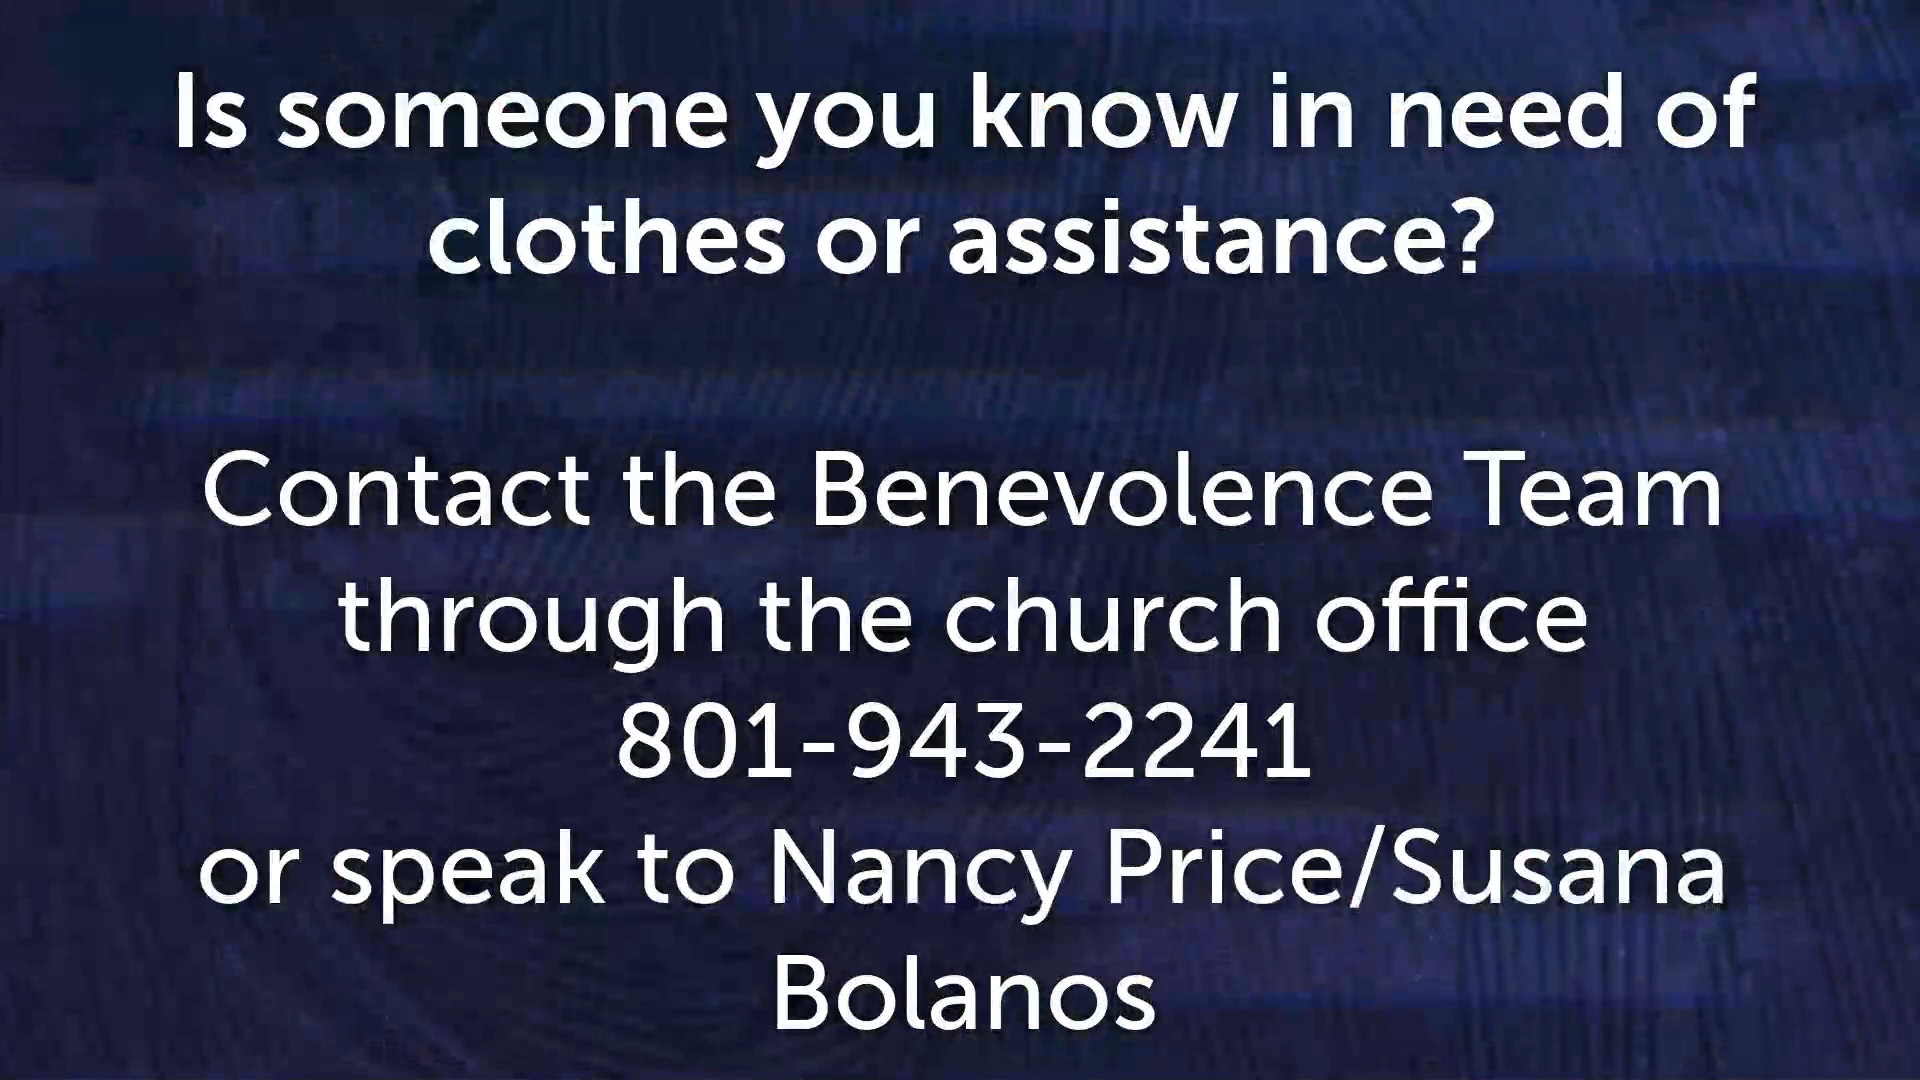 Is someone you know in need of
clothes or assistance?
Contact the Benevolence Team
through the church office
801-943-2241
or speak to Nancy Price/Susana
Bolanos